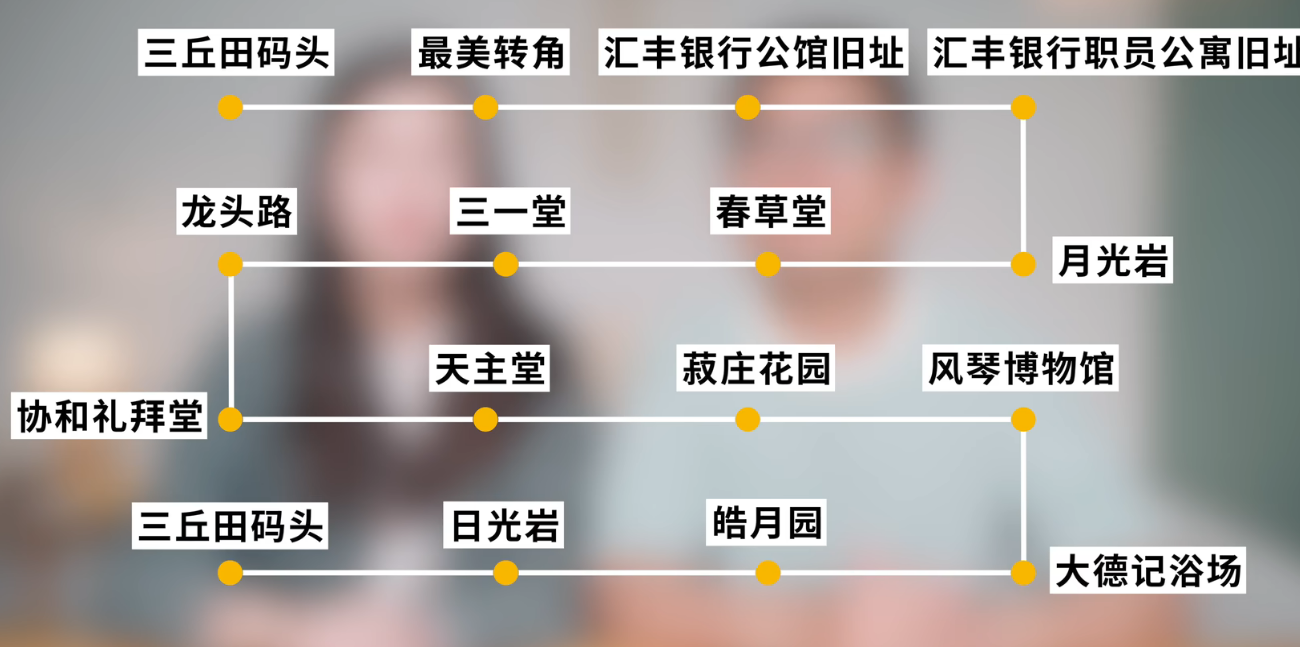 三丘田码头
最美转角
汇丰银行公馆旧址
汇丰银行职员公寓旧址
龙头路
三一堂
春草堂
月光岩
天主堂
菽庄花园
风琴博物馆
协和礼拜堂
三丘田码头
日光岩
皓月园
大德记浴场